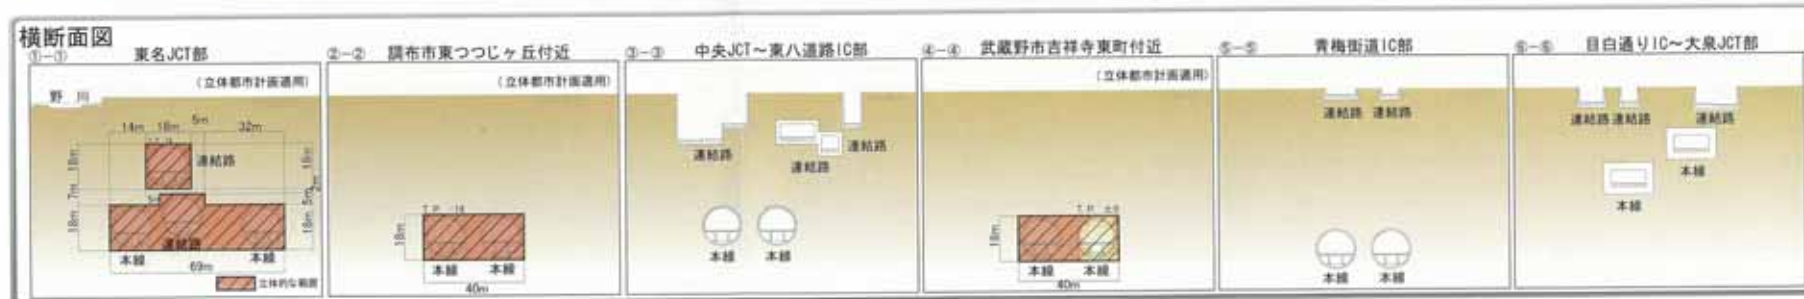 横断面図
①-① 東名JCT部
(立体都市計画適用)
野 川
14m 18m 5m 32m
18m
7m
18m
18m
2m
5m
18m
連結路
連結路
本線 本線
69m
立体的な範囲
②-② 調布市東つつじヶ丘付近
(立体都市計画適用)
18m
本線 本線
40m
③-③ 中央JCT~東八道路IC部
連結路 連結路
連結路
本線 本線
④-④ 武蔵野市吉祥寺東町付近
(立体都市計画適用)
18m
本線 本線
40m
⑤-⑤ 青梅街道IC部
連結路 連結路
本線 本線
⑥-⑥ 目白通りIC~大泉JCT部
連結路 連結路 連結路
本線
本線